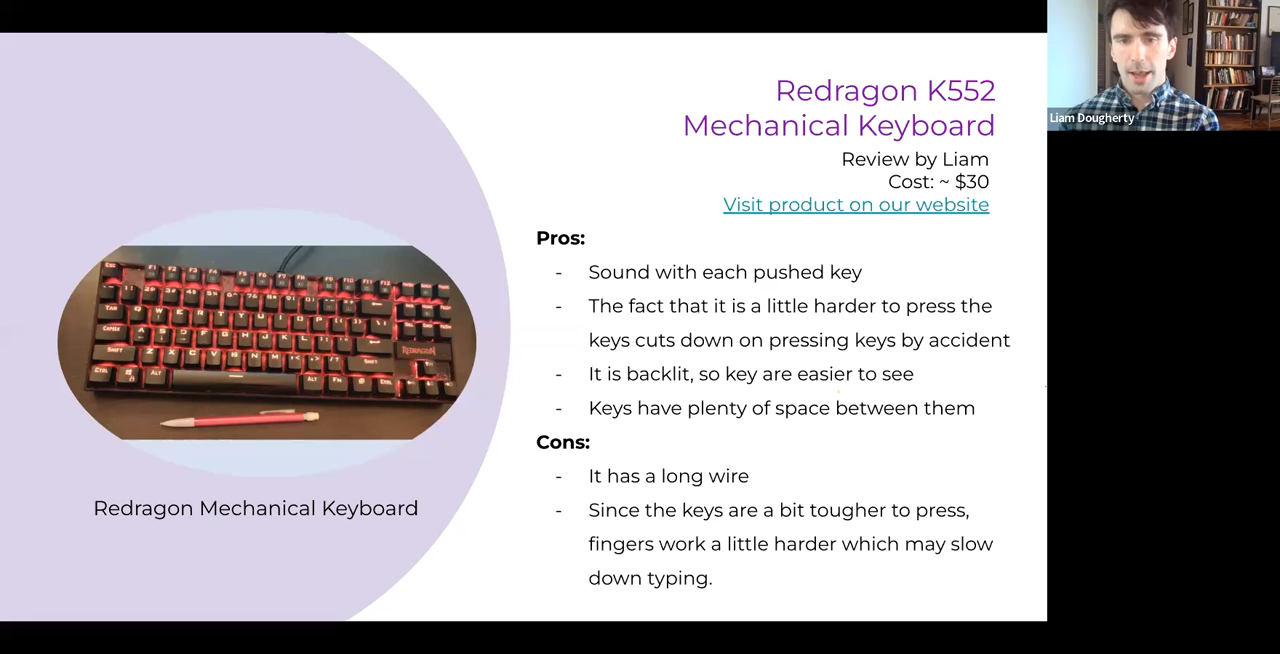 Redragon K552
Mechanical Keyboard
Review by Liam
Cost: ~ $30
Visit product on our website
Pros:
- Sound with each pushed key
- The fact that it is a little harder to press the
keys cuts down on pressing keys by accident
- It is backlit, so key are easier to see
- Keys have plenty of space between them
Cons:
- It has a long wire
- Since the keys are a bit tougher to press,
fingers work a little harder which may slow
down typing.
REDRAGON
Redragon Mechanical Keyboard
Liam Dougherty